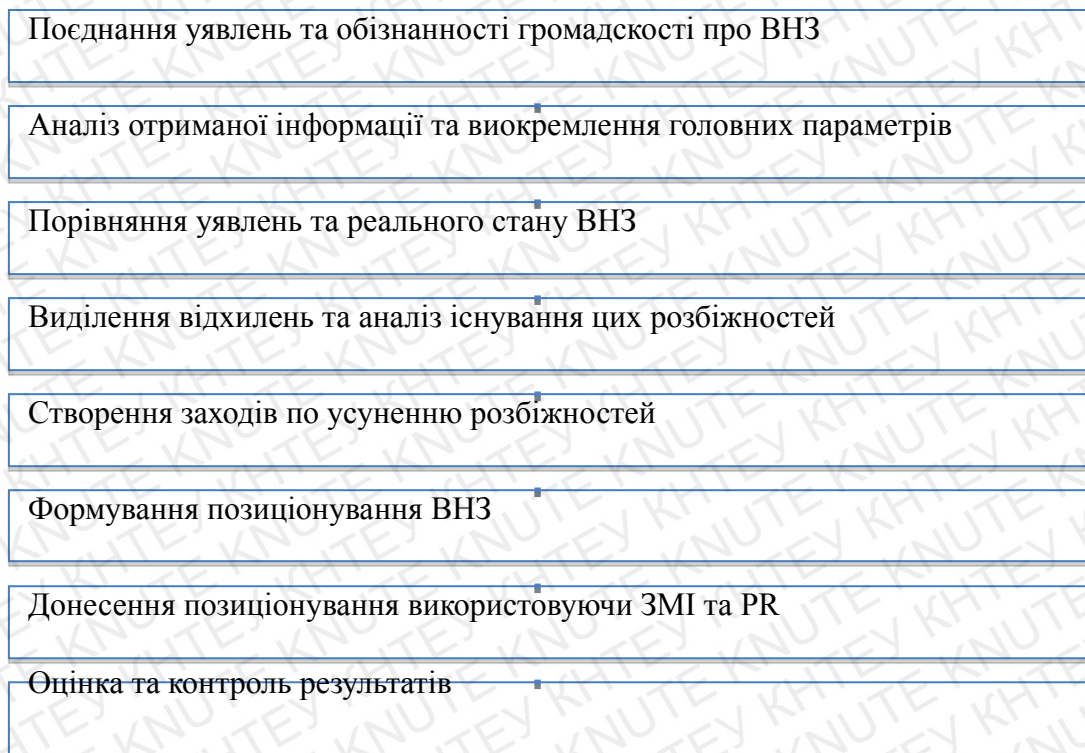 Поєднання уявлень та обізнанності громадскості про ВНЗ
Аналіз отриманої інформації та виокремлення головних параметрів
Порівняння уявлень та реального стану ВНЗ
Виділення відхилень та аналіз існування цих розбіжностей
Створення заходів по усуненню розбіжностей
Формування позиціонування ВНЗ
Донесення позиціонування використовуючи ЗМІ та PR
Оцінка та контроль результатів